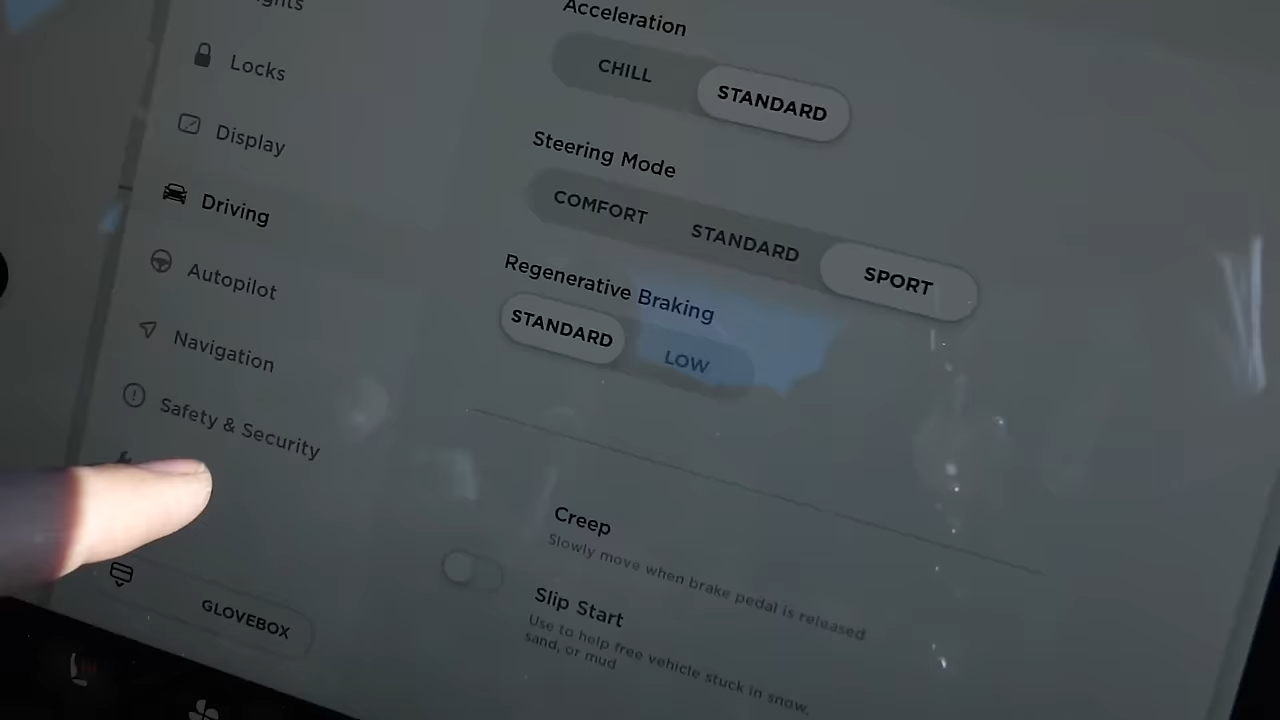 Locks
Display
Driving
Autopilot
Navigation
Safety & Security
GLOVEBOX
Acceleration
CHILL STANDARD
Steering Mode
COMFORT STANDARD SPORT
Regenerative Braking
STANDARD LOW
Creep
Slowly move when brake pedal is released
Slip Start
Use to help free vehicle stuck in snow,
sand, or mud